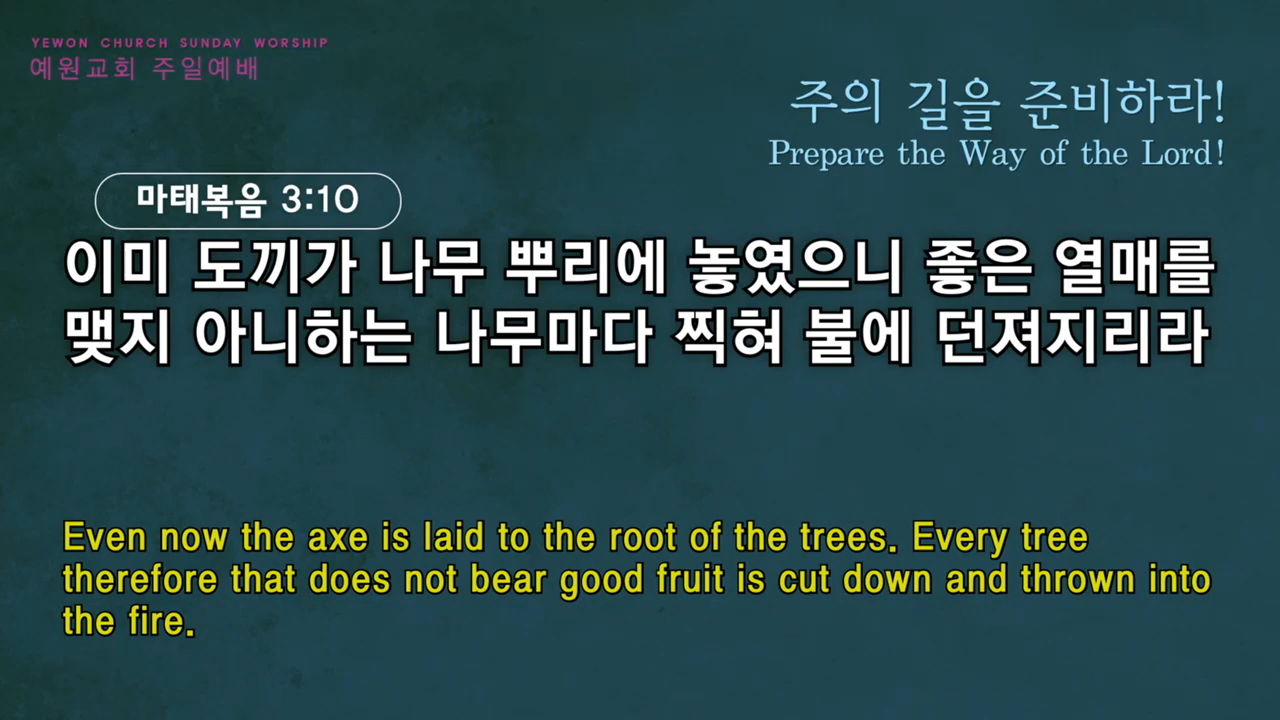 YEWON CHURCH SUNDAY WORSHIP
예원교회 주일예배
주의 길을 준비하라!
Prepare the Way of the Lord!
마태복음 3:10
이미 도끼가 나무 뿌리에 놓였으니 좋은 열매를
맺지 아니하는 나무마다 찍혀 불에 던져지리라
Even now the axe is laid to the root of the trees. Every tree
therefore that does not bear good fruit is cut down and thrown into
the fire.